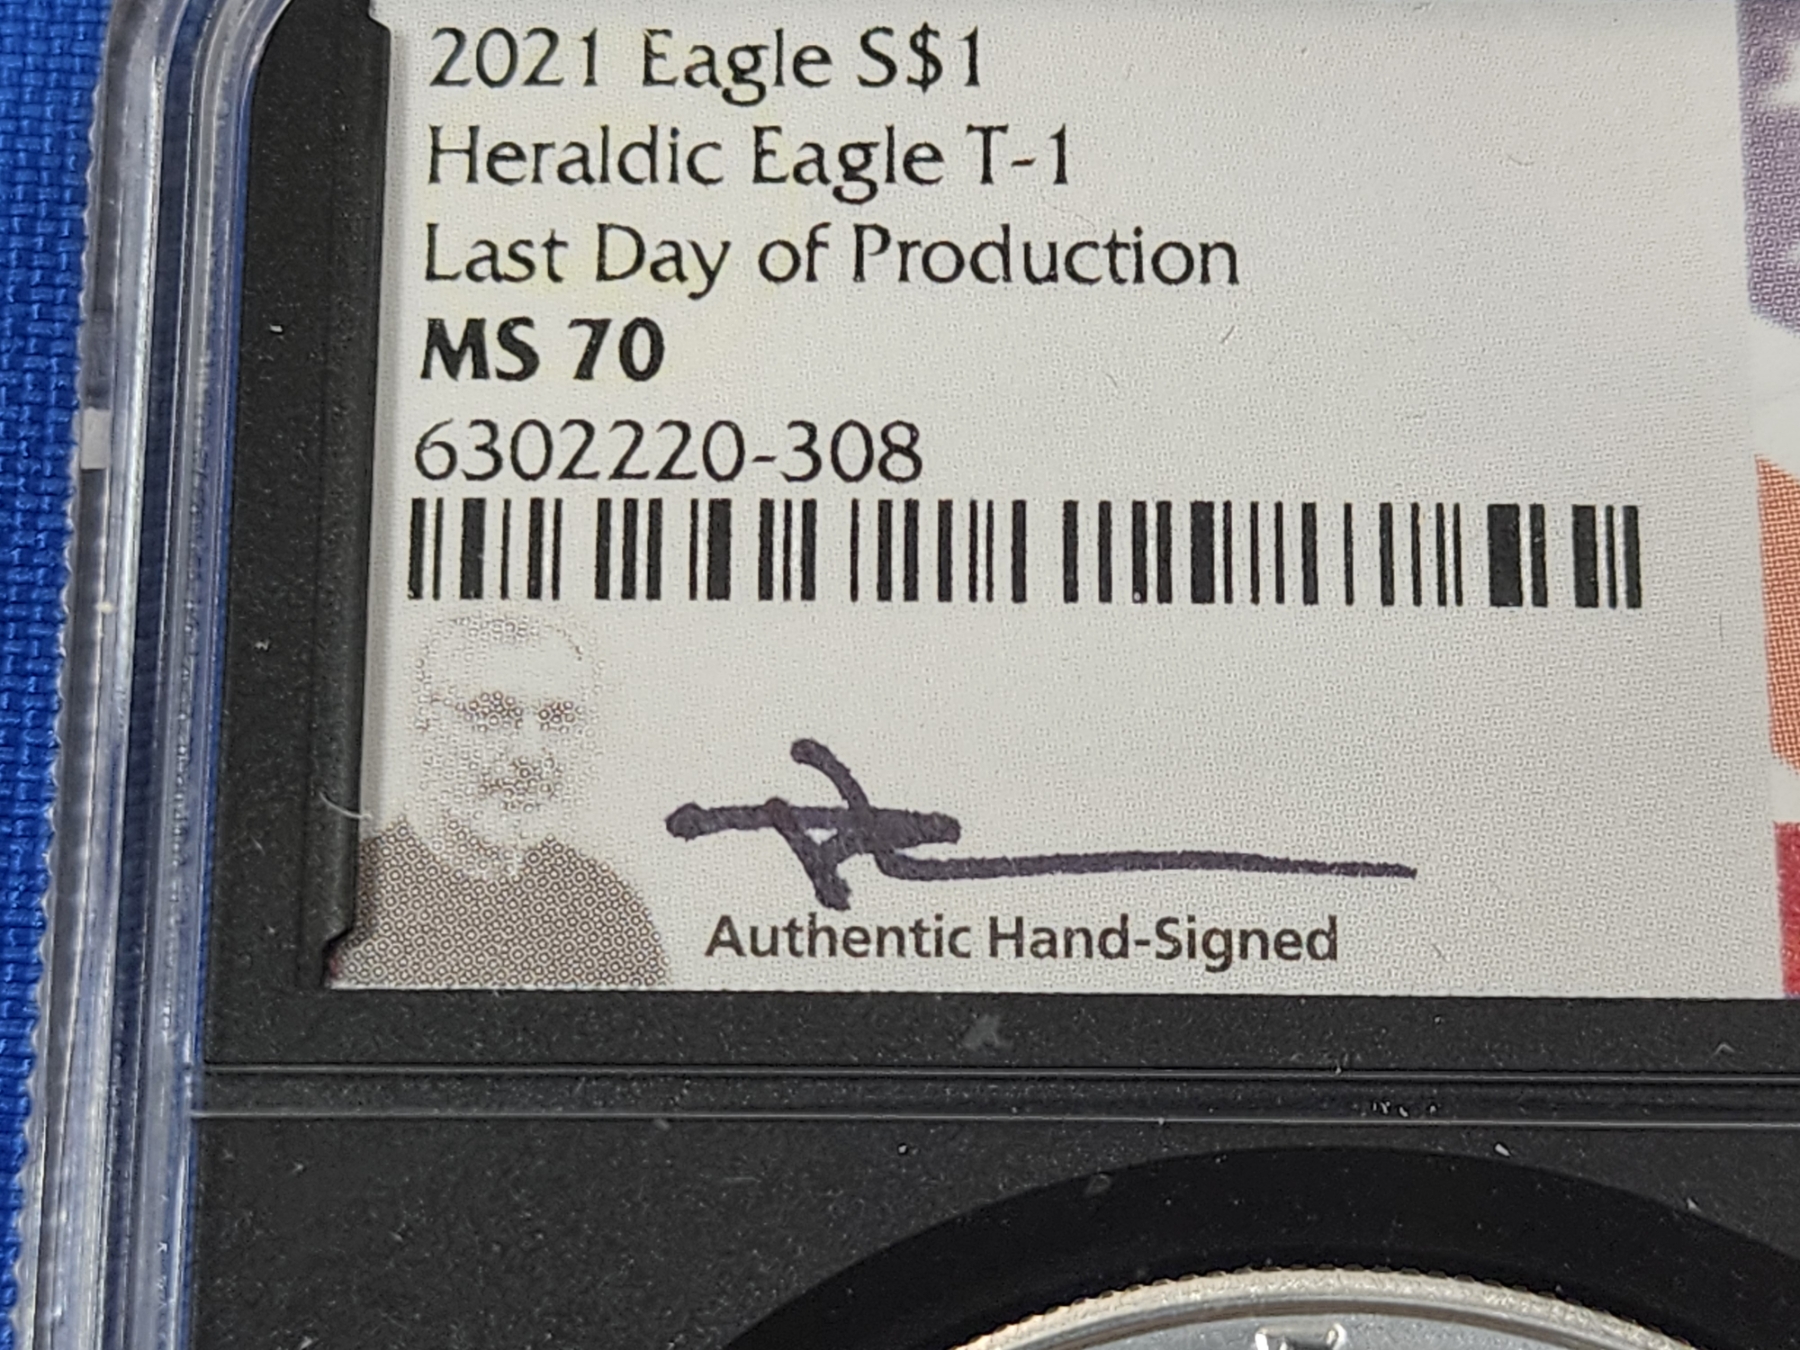 2021 Eagle S$1
Heraldic Eagle T-1
Last Day of Production
MS 70
6302220-308
Authentic Hand-Signed